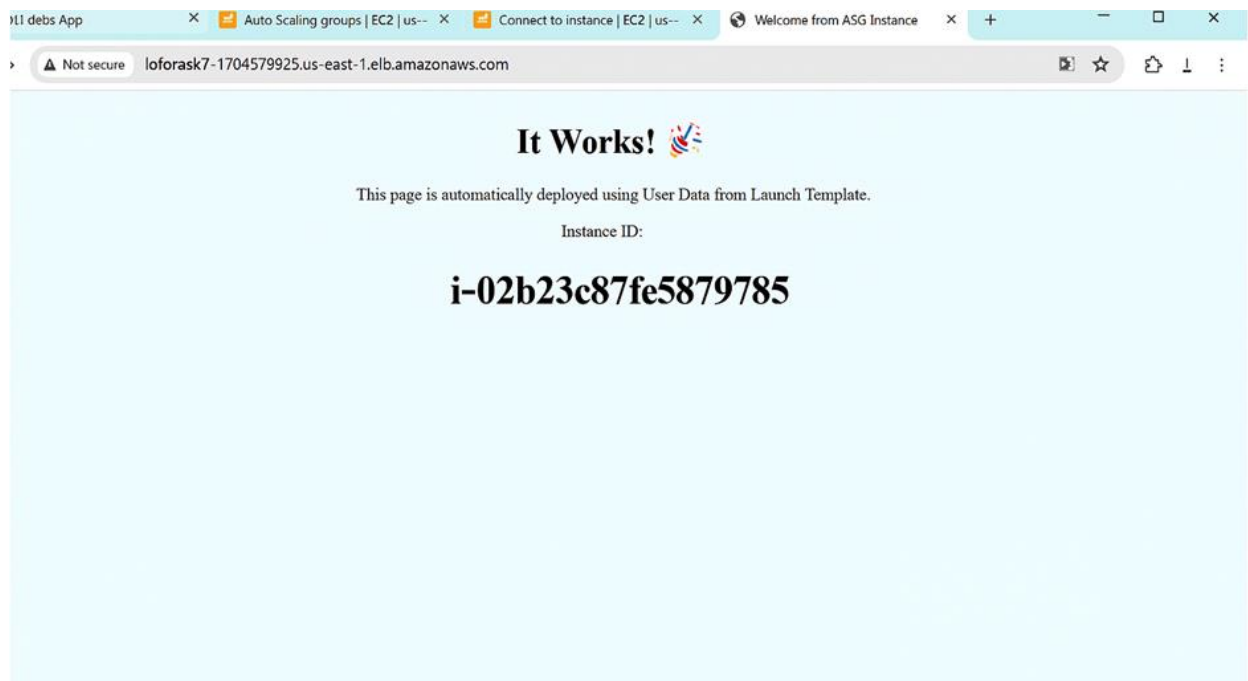 debs App
Auto Scaling groups | EC2 | us--
Connect to instance | EC2 | us--
Welcome from ASG Instance
Not secure
loforask7-1704579925.us-east-1.elb.amazonaws.com
It Works! 🎉
This page is automatically deployed using User Data from Launch Template.
Instance ID:
i-02b23c87fe5879785